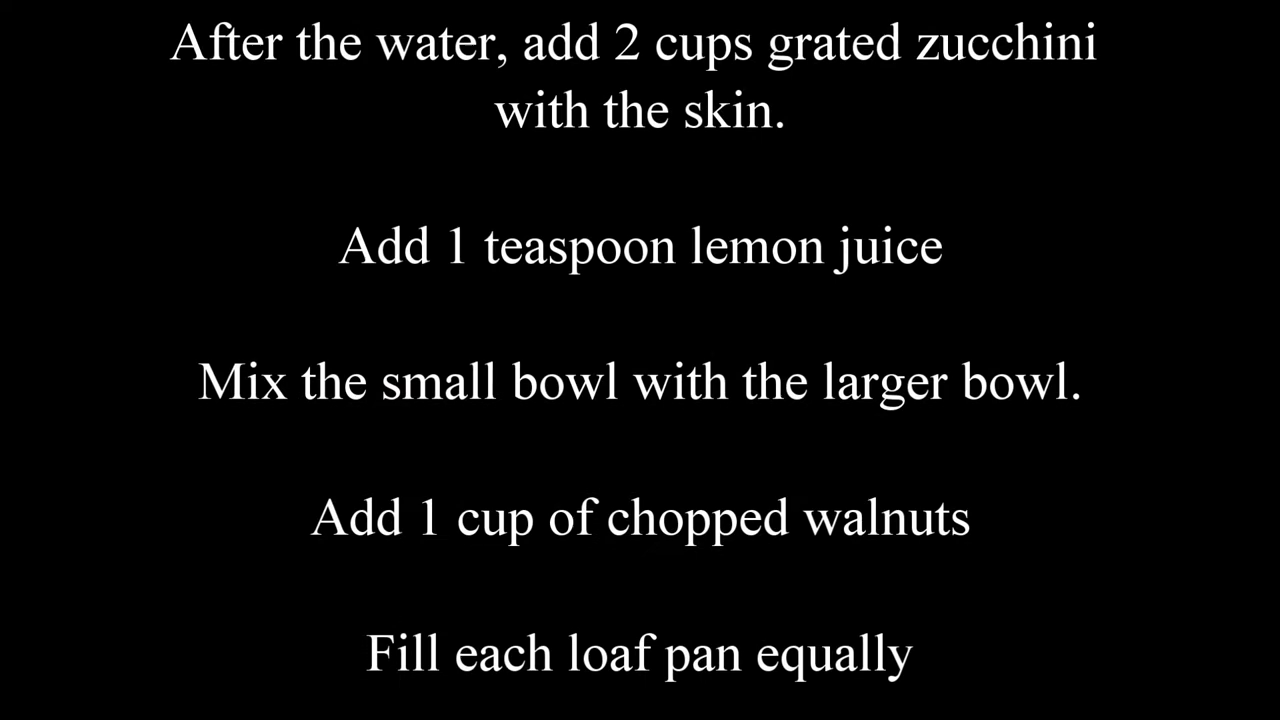 After the water, add 2 cups grated zucchini
with the skin.
Add 1 teaspoon lemon juice
Mix the small bowl with the larger bowl.
Add 1 cup of chopped walnuts
Fill each loaf pan equally